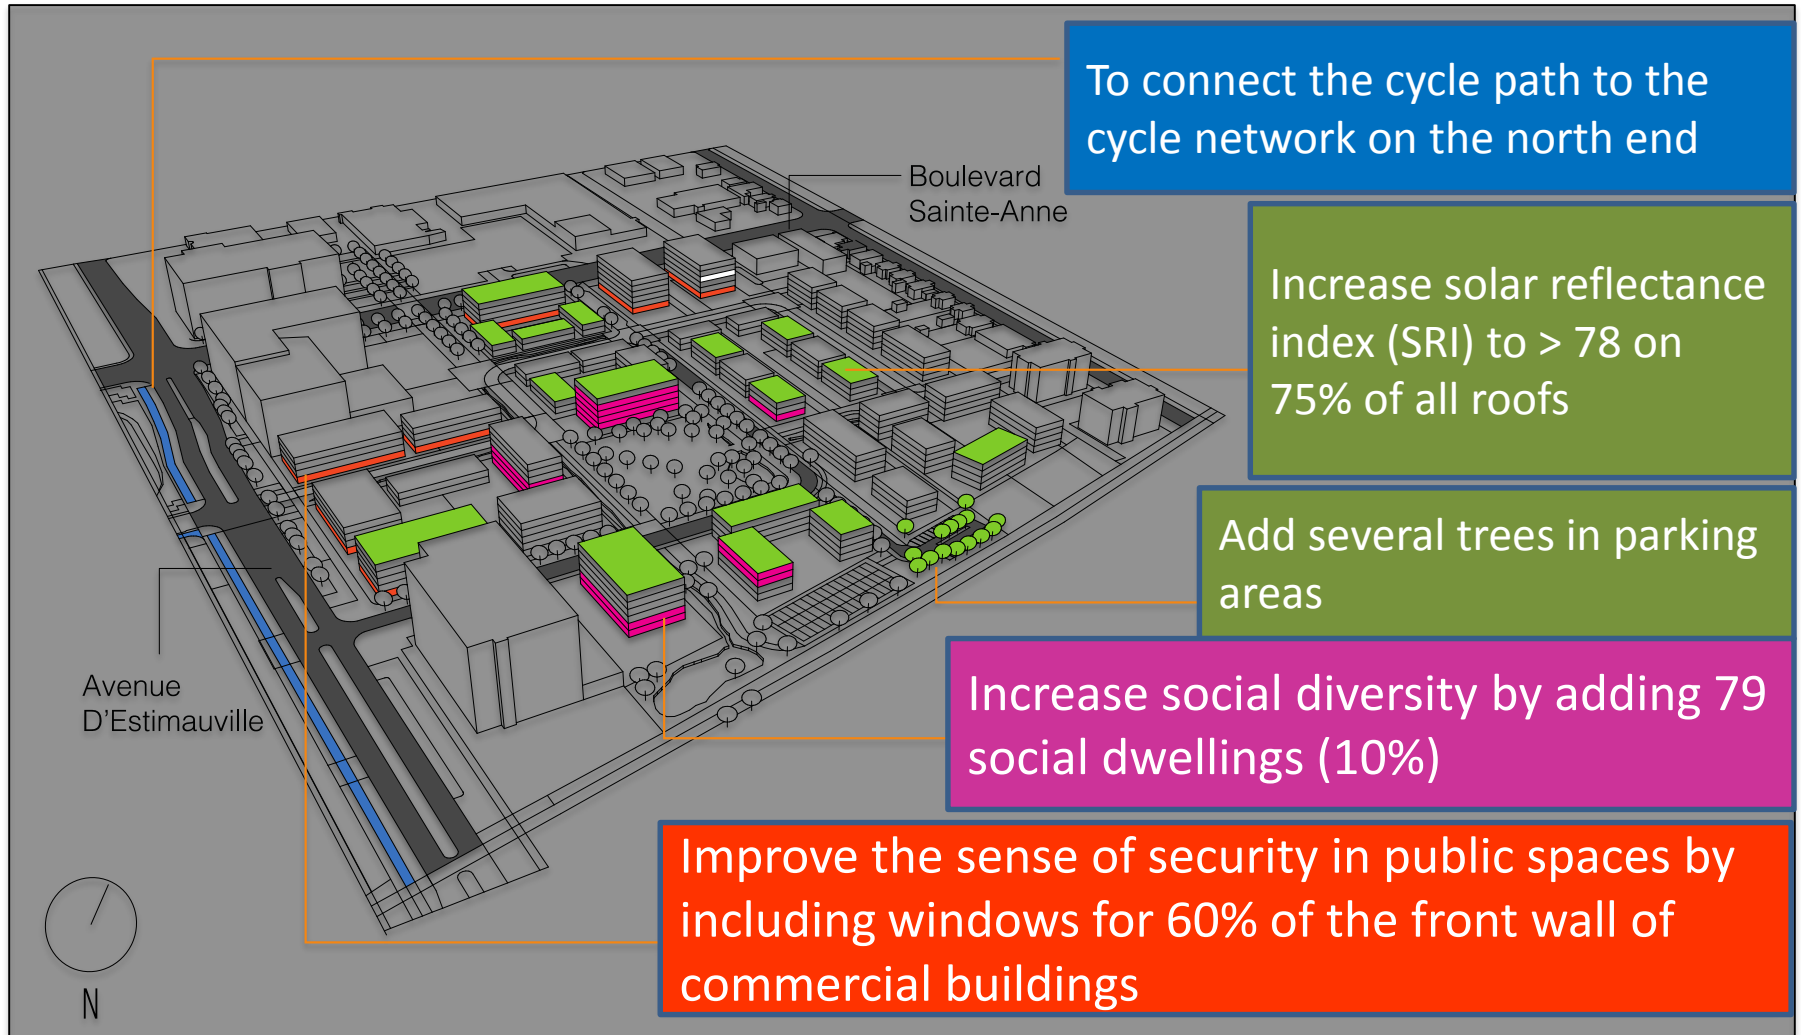 To connect the cycle path to the
cycle network on the north end
Boulevard
Sainte-Anne
Increase solar reflectance
index (SRI) to > 78 on
75% of all roofs
Add several trees in parking
areas
Increase social diversity by adding 79
social dwellings (10%)
Avenue
D'Estimauville
Improve the sense of security in public spaces by
including windows for 60% of the front wall of
commercial buildings
N